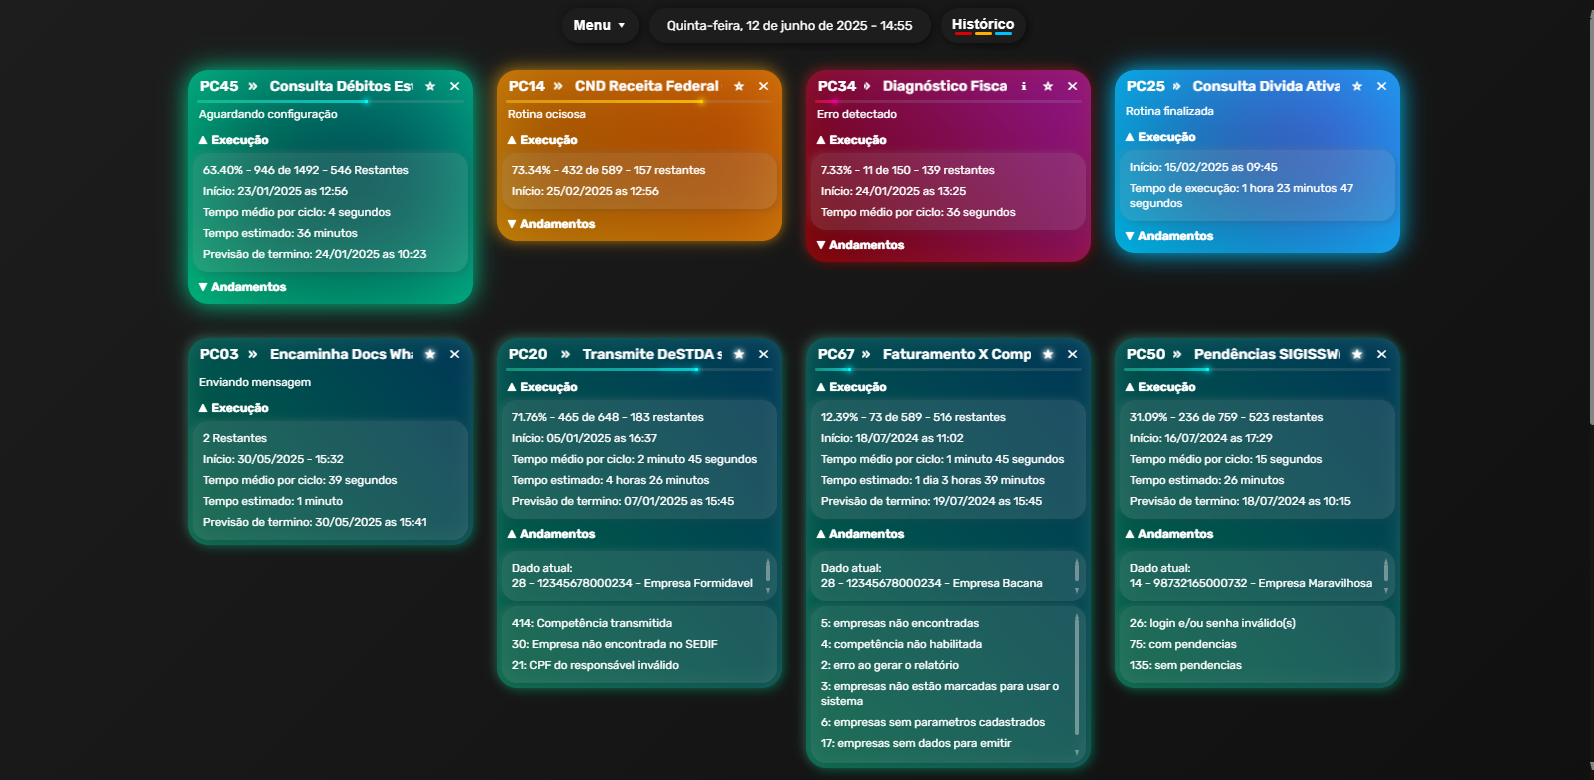 Menu ▼
Quinta-feira, 12 de junho de 2025 - 14:55
Histórico
PC45 » Consulta Débitos Es
Aguardando configuração
▲ Execução
63.40% - 946 de 1492 - 546 Restantes
Início: 23/01/2025 as 12:56
Tempo médio por ciclo: 4 segundos
Tempo estimado: 36 minutos
Previsão de termino: 24/01/2025 as 10:23
▼ Andamentos
PC14 » CND Receita Federal
Rotina ocisosa
▲ Execução
73.34% - 432 de 589 - 157 restantes
Início: 25/02/2025 as 12:56
▼ Andamentos
PC34 » Diagnóstico Fisca
Erro detectado
▲ Execução
7.33% - 11 de 150 - 139 restantes
Início: 24/01/2025 as 13:25
Tempo médio por ciclo: 36 segundos
▼ Andamentos
PC25 » Consulta Divida Ativa
Rotina finalizada
▲ Execução
Início: 15/02/2025 as 09:45
Tempo de execução: 1 hora 23 minutos 47
segundos
▼ Andamentos
PC03 » Encaminha Docs Wha
Enviando mensagem
▲ Execução
2 Restantes
Início: 30/05/2025 - 15:32
Tempo médio por ciclo: 39 segundos
Tempo estimado: 1 minuto
Previsão de termino: 30/05/2025 as 15:41
PC20 » Transmite DeSTDA s
▲ Execução
71.76% - 465 de 648 - 183 restantes
Início: 05/01/2025 as 16:37
Tempo médio por ciclo: 2 minuto 45 segundos
Tempo estimado: 4 horas 26 minutos
Previsão de termino: 07/01/2025 as 15:45
▲ Andamentos
Dado atual:
28 - 12345678000234 - Empresa Formidavel
414: Competência transmitida
30: Empresa não encontrada no SEDIF
21: CPF do responsável inválido
PC67 » Faturamento X Comp
▲ Execução
12.39% - 73 de 589 - 516 restantes
Início: 18/07/2024 as 11:02
Tempo médio por ciclo: 1 minuto 45 segundos
Tempo estimado: 1 dia 3 horas 39 minutos
Previsão de termino: 19/07/2024 as 15:45
▲ Andamentos
Dado atual:
28 - 12345678000234 - Empresa Bacana
5: empresas não encontradas
4: competência não habilitada
2: erro ao gerar o relatório
3: empresas não estão marcadas para usar o
sistema
6: empresas sem parametros cadastrados
17: empresas sem dados para emitir
PC50 » Pendências SIGISSW
▲ Execução
31.09% - 236 de 759 - 523 restantes
Início: 16/07/2024 as 17:29
Tempo médio por ciclo: 15 segundos
Tempo estimado: 26 minutos
Previsão de termino: 18/07/2024 as 10:15
▲ Andamentos
Dado atual:
14 - 98732165000732 - Empresa Maravilhosa
26: login e/ou senha inválido(s)
75: com pendencias
135: sem pendencias